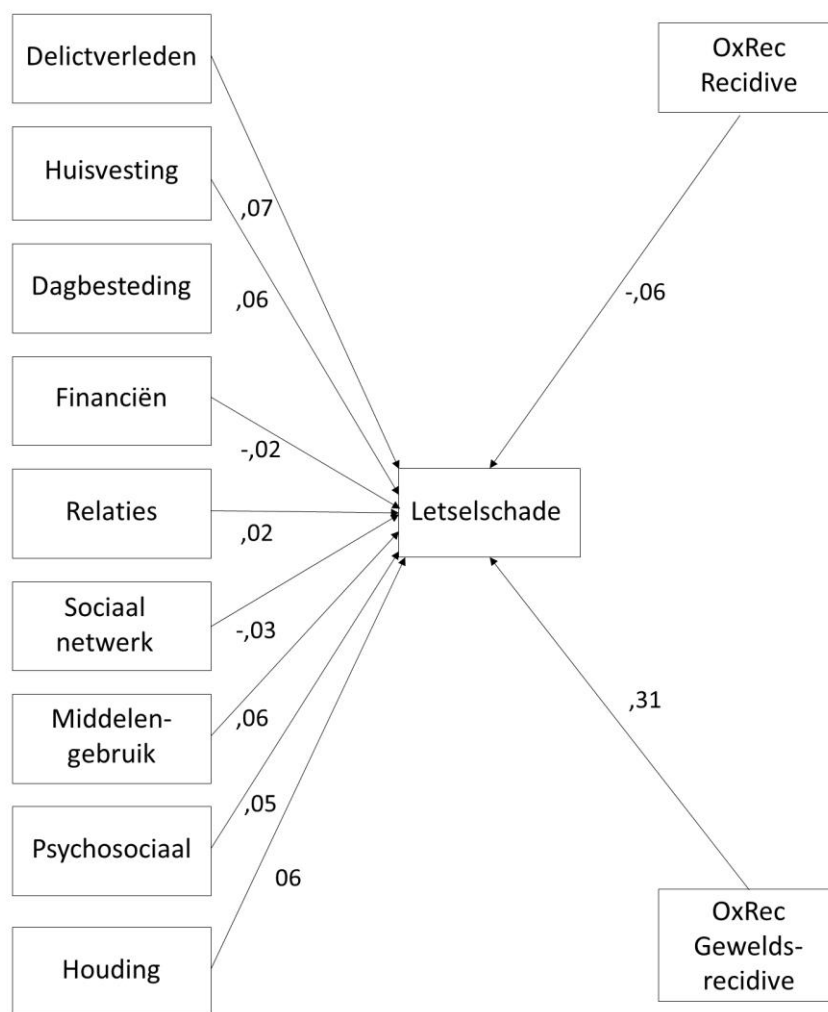 Delictverleden
Huisvesting
Dagbesteding
Financiën
Relaties
Sociaal
netwerk
Middelen-
gebruik
Psychosociaal
Houding
,07
,06
-,02
,02
-,03
,06
,05
06
Letselschade
OxRec
Recidive
-,06
,31
OxRec
Gewelds-
recidive